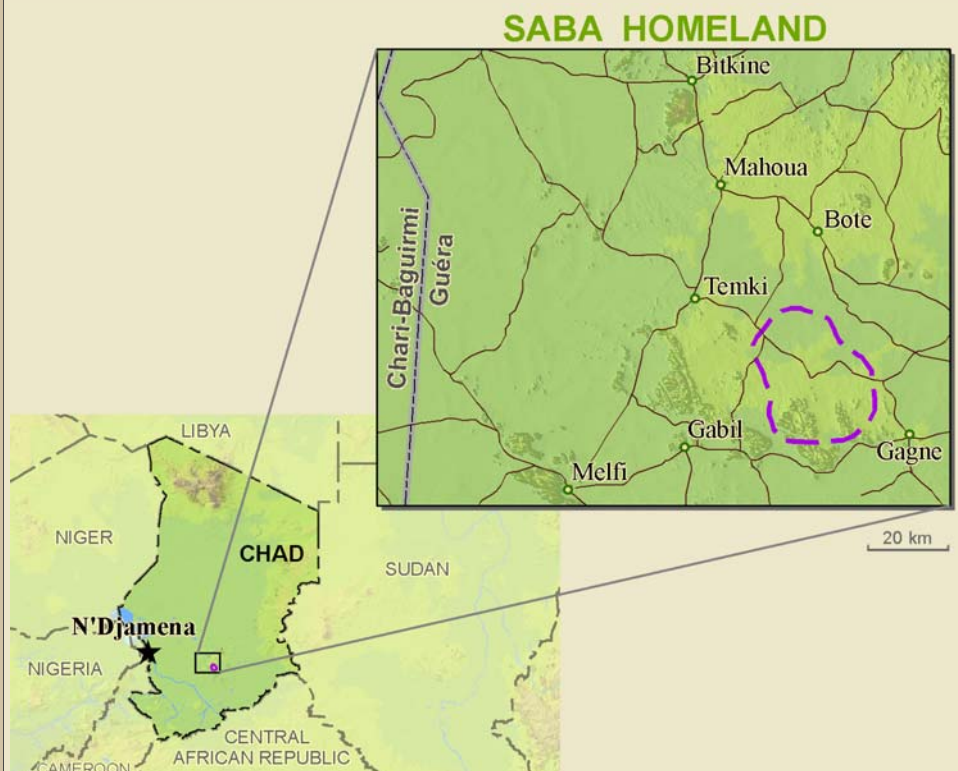 SABA HOMELAND
Bitkine
Mahoua
Bote
Chari-Baguirmi
Guéra
Temki
Gabil
Gagne
Melfi
20 km
LIBYA
NIGER
CHAD
SUDAN
N'Djamena
NIGERIA
CENTRAL
AFRICAN REPUBLIC
CAMEROON